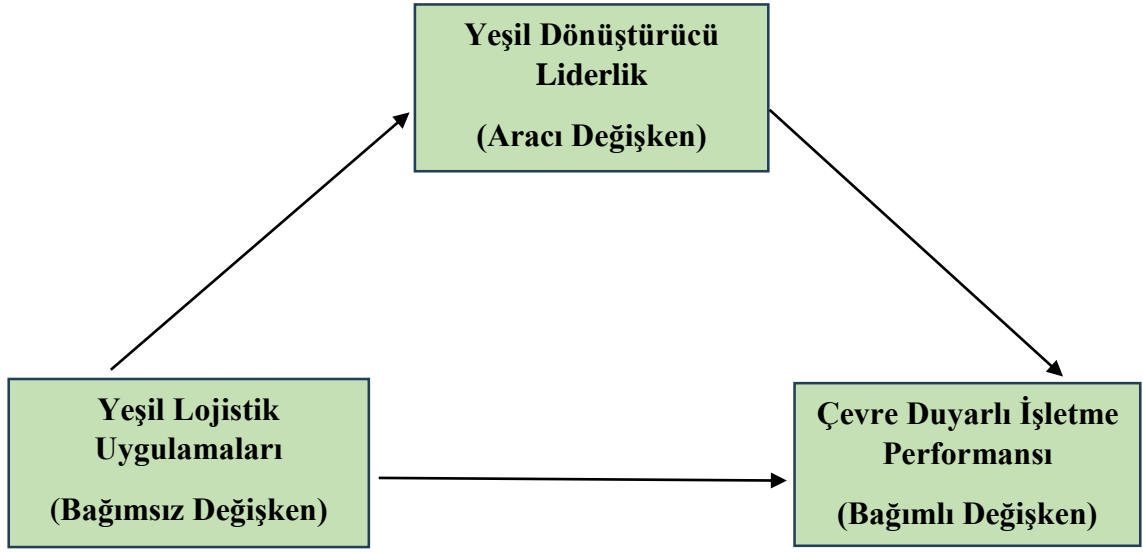 Yeşil Dönüştürücü
Liderlik
(Aracı Değişken)
Yeşil Lojistik
Uygulamaları
(Bağımsız Değişken)
Çevre Duyarlı İşletme
Performansı
(Bağımlı Değişken)